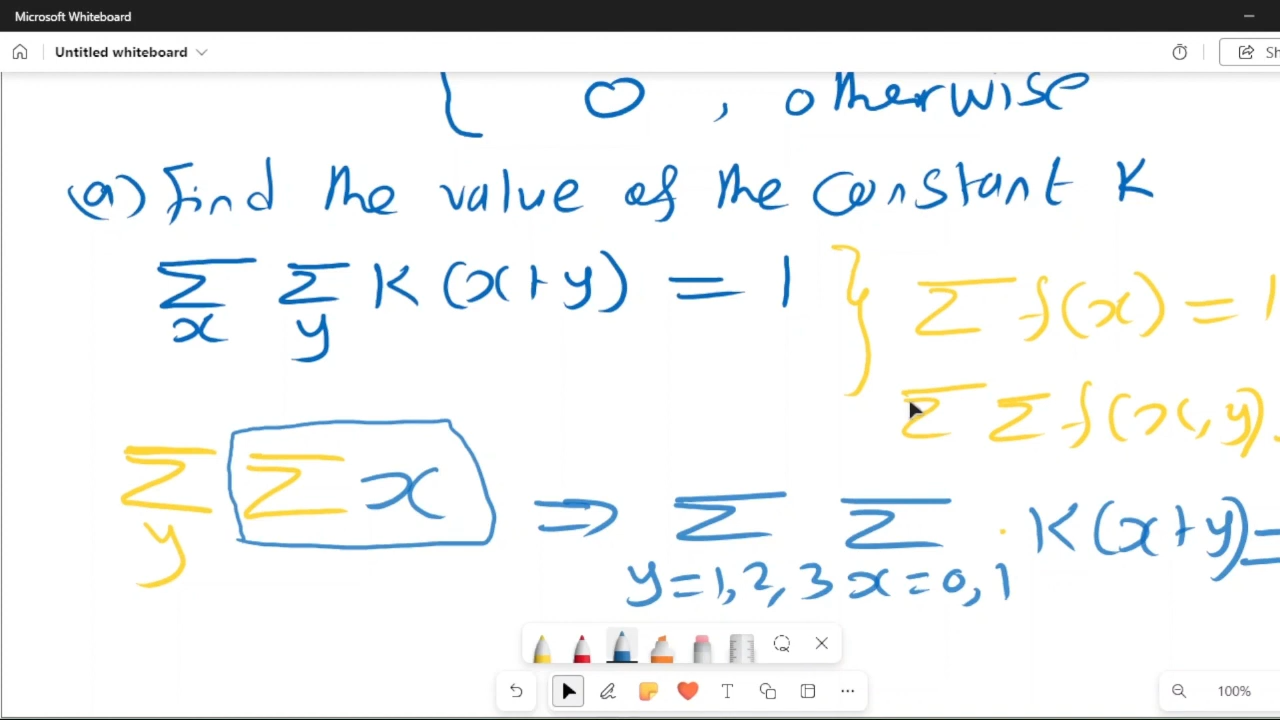 Microsoft Whiteboard
Untitled whiteboard
Sh
0 , otherwise
(a) Find the value of the constant K
∑x ∑y K(x+y) = 1
∑ f(x) = 1
∑ ∑ f(x,y)
∑y ∑ x ⇒ ∑y=1,2,3 ∑x=0,1 · K(x+y)=
T
100%